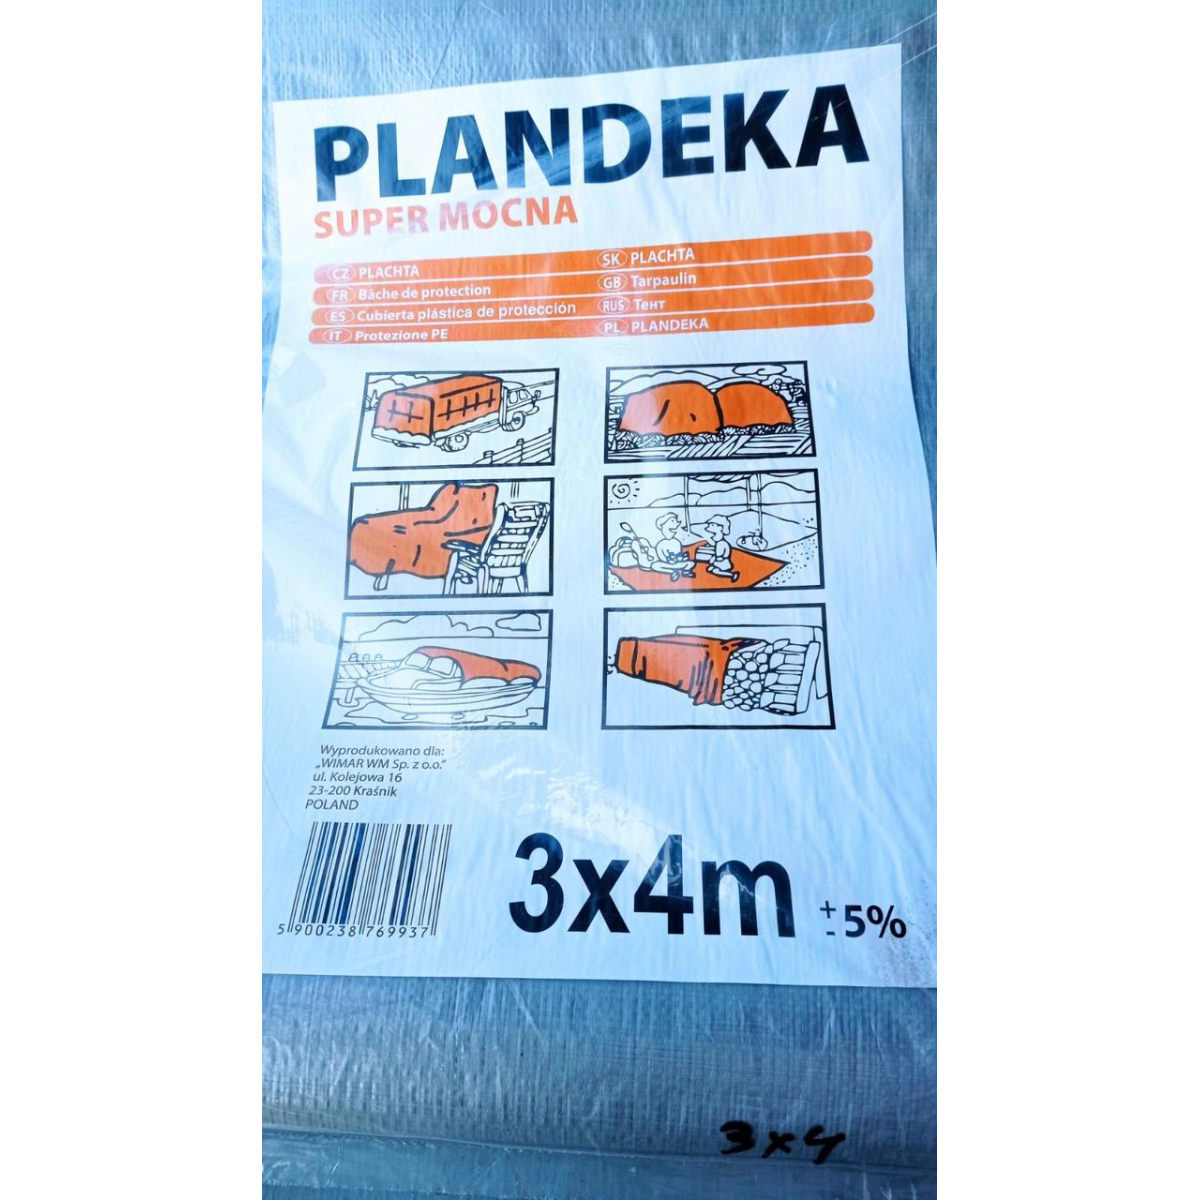 PLANDEKA
SUPER MOCNA
CZ PLACHTA
SK PLACHTA
FR Bâche de protection
GB Tarpaulin
ES Cubierta plástica de protección
RUS Тент
IT Protezione PE
PL PLANDEKA
Wyprodukowano dla:
„WIMAR WM Sp. z o.o."
ul. Kolejowa 16
23-200 Kraśnik
POLAND
5 900238 769937
3x4m + - 5%
3x4